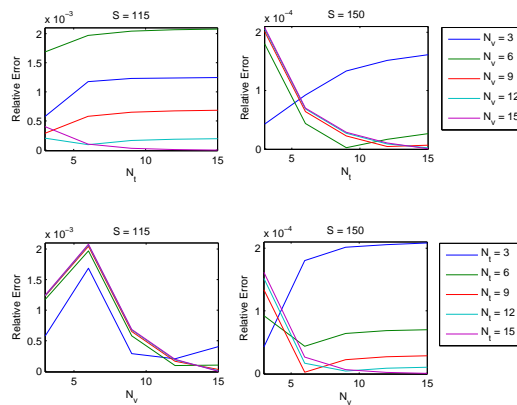 x 10⁻³
S = 115
2
1.5
1
0.5
0
Relative Error
5
10
15
N_t
x 10⁻⁴
S = 150
2
1
0
Relative Error
5
10
15
N_t
N_v = 3
N_v = 6
N_v = 9
N_v = 12
N_v = 15
x 10⁻³
S = 115
2
1.5
1
0.5
0
Relative Error
5
10
15
N_v
x 10⁻⁴
S = 150
2
1
0
Relative Error
5
10
15
N_v
N_t = 3
N_t = 6
N_t = 9
N_t = 12
N_t = 15